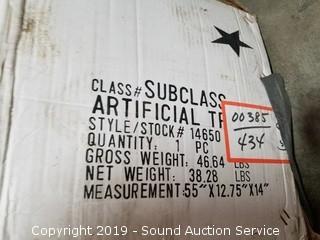 CLASS# SUBCLASS
ARTIFICIAL
STYLE/STOCK# 14650
QUANTITY: 1 PC
GROSS WEIGHT: 46.64 LBS
NET WEIGHT: 38.28 LBS
MEASUREMENT: 55"X12.75"X14"
00385
434
Copyright 2019 - Sound Auction Service